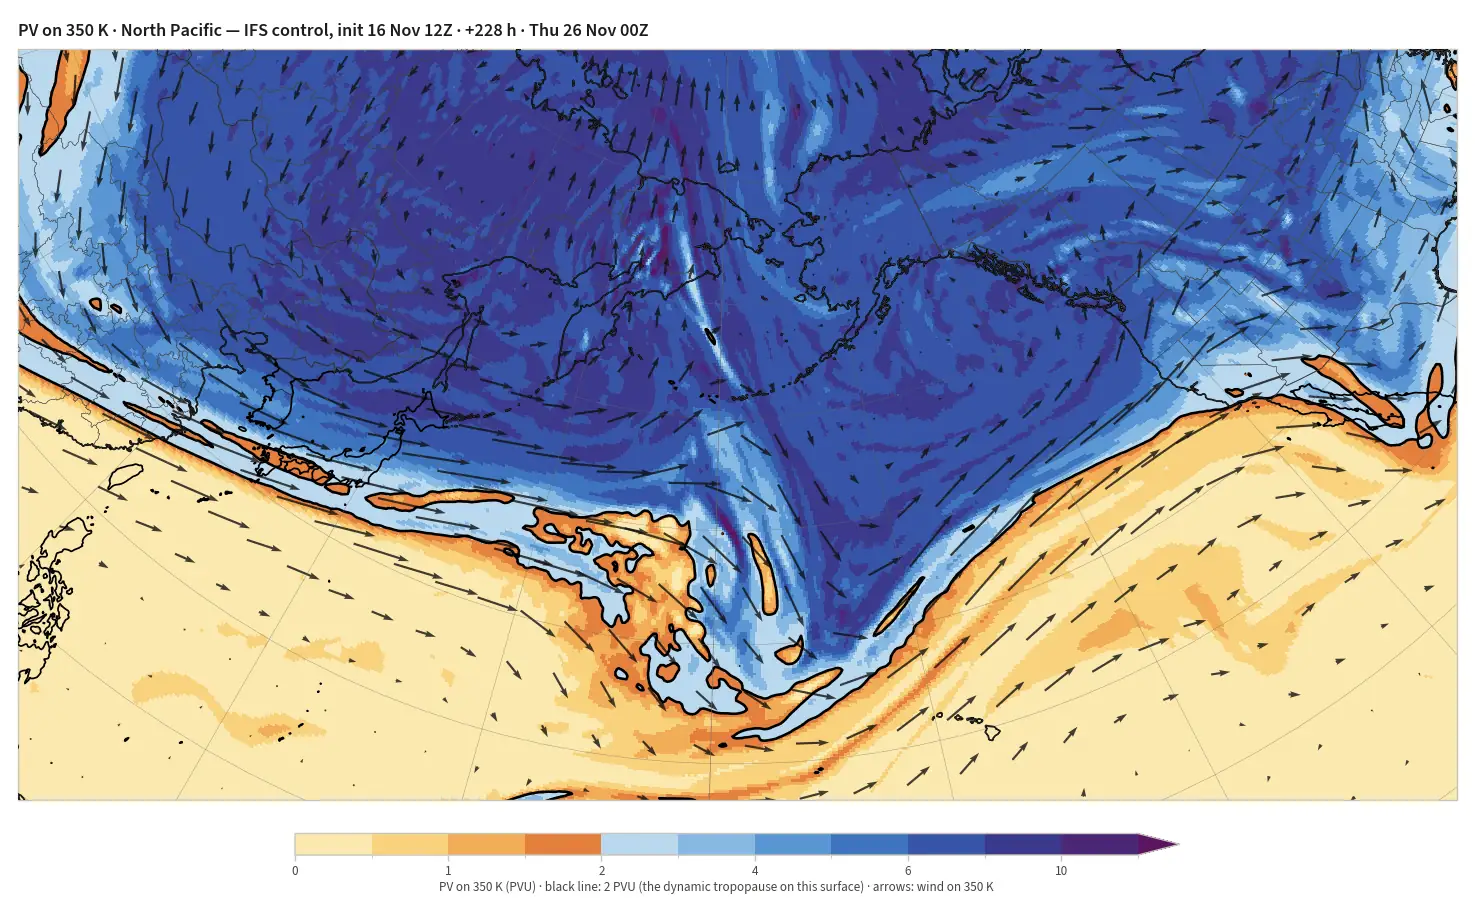 PV on 350 K · North Pacific — IFS control, init 16 Nov 12Z · +228 h · Thu 26 Nov 00Z
0 1 2 4 6 10
PV on 350 K (PVU) · black line: 2 PVU (the dynamic tropopause on this surface) · arrows: wind on 350 K